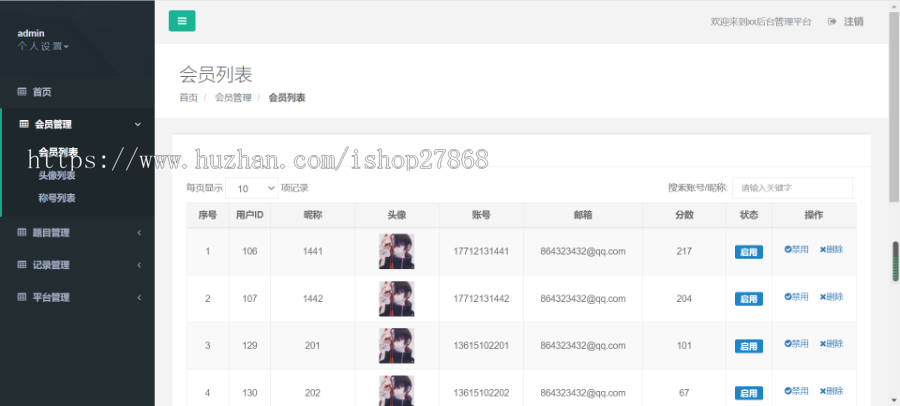 admin
个人设置
欢迎来到xx后台管理平台 注销
首页
会员管理
会员列表
头像列表
称号列表
题目管理
记录管理
平台管理
会员列表
首页 / 会员管理 / 会员列表
https://www.huzhan.com/ishop27868
每页显示 10 项记录
搜索账号/昵称: 请输入关键字
序号 用户ID 昵称 头像 账号 邮箱 分数 状态 操作
1 106 1441 17712131441 864323432@qq.com 217 启用 禁用 删除
2 107 1442 17712131442 864323432@qq.com 204 启用 禁用 删除
3 129 201 13615102201 864323432@qq.com 101 启用 禁用 删除
4 130 202 13615102202 864323432@qq.com 67 启用 禁用 删除